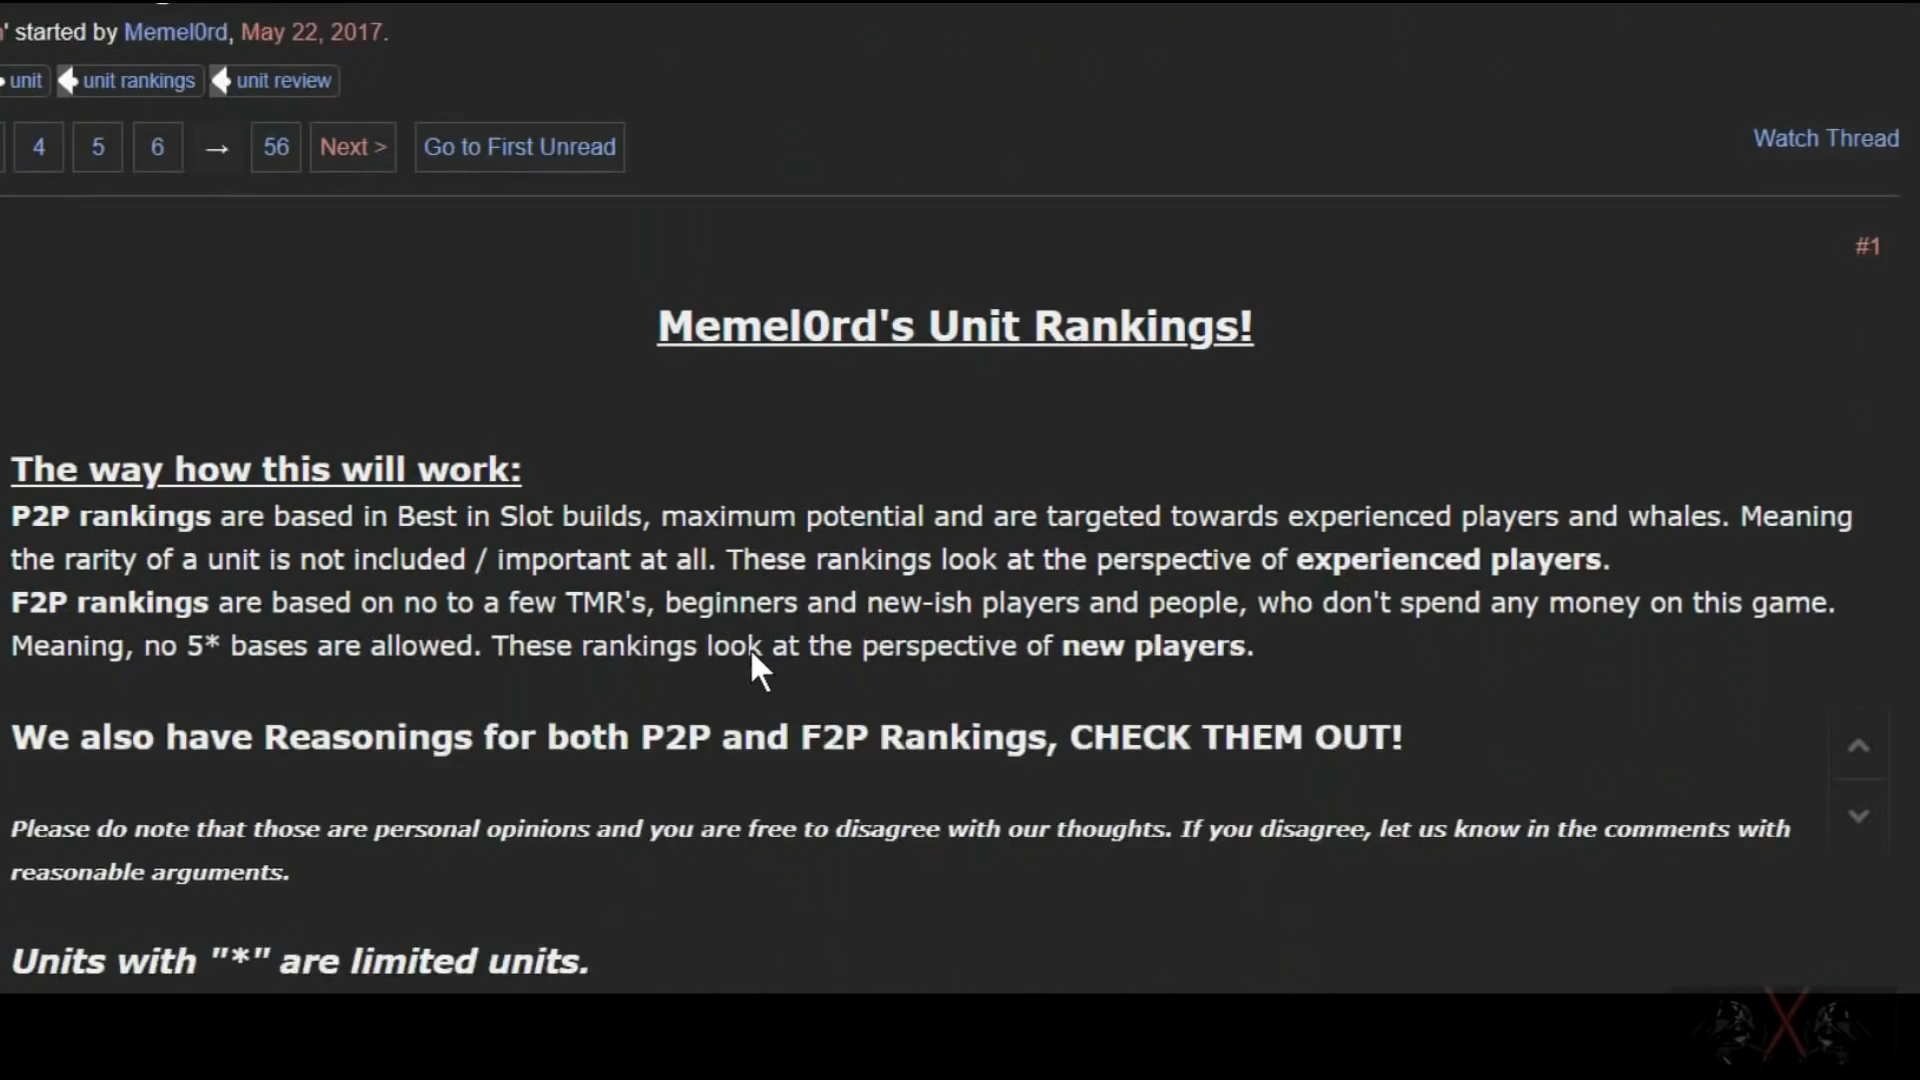 ' started by Memel0rd, May 22, 2017.
unit unit rankings unit review
4 5 6 → 56 Next > Go to First Unread
Watch Thread
#1
Memel0rd's Unit Rankings!
The way how this will work:
P2P rankings are based in Best in Slot builds, maximum potential and are targeted towards experienced players and whales. Meaning
the rarity of a unit is not included / important at all. These rankings look at the perspective of experienced players.
F2P rankings are based on no to a few TMR's, beginners and new-ish players and people, who don't spend any money on this game.
Meaning, no 5* bases are allowed. These rankings look at the perspective of new players.
We also have Reasonings for both P2P and F2P Rankings, CHECK THEM OUT!
Please do note that those are personal opinions and you are free to disagree with our thoughts. If you disagree, let us know in the comments with
reasonable arguments.
Units with "*" are limited units.